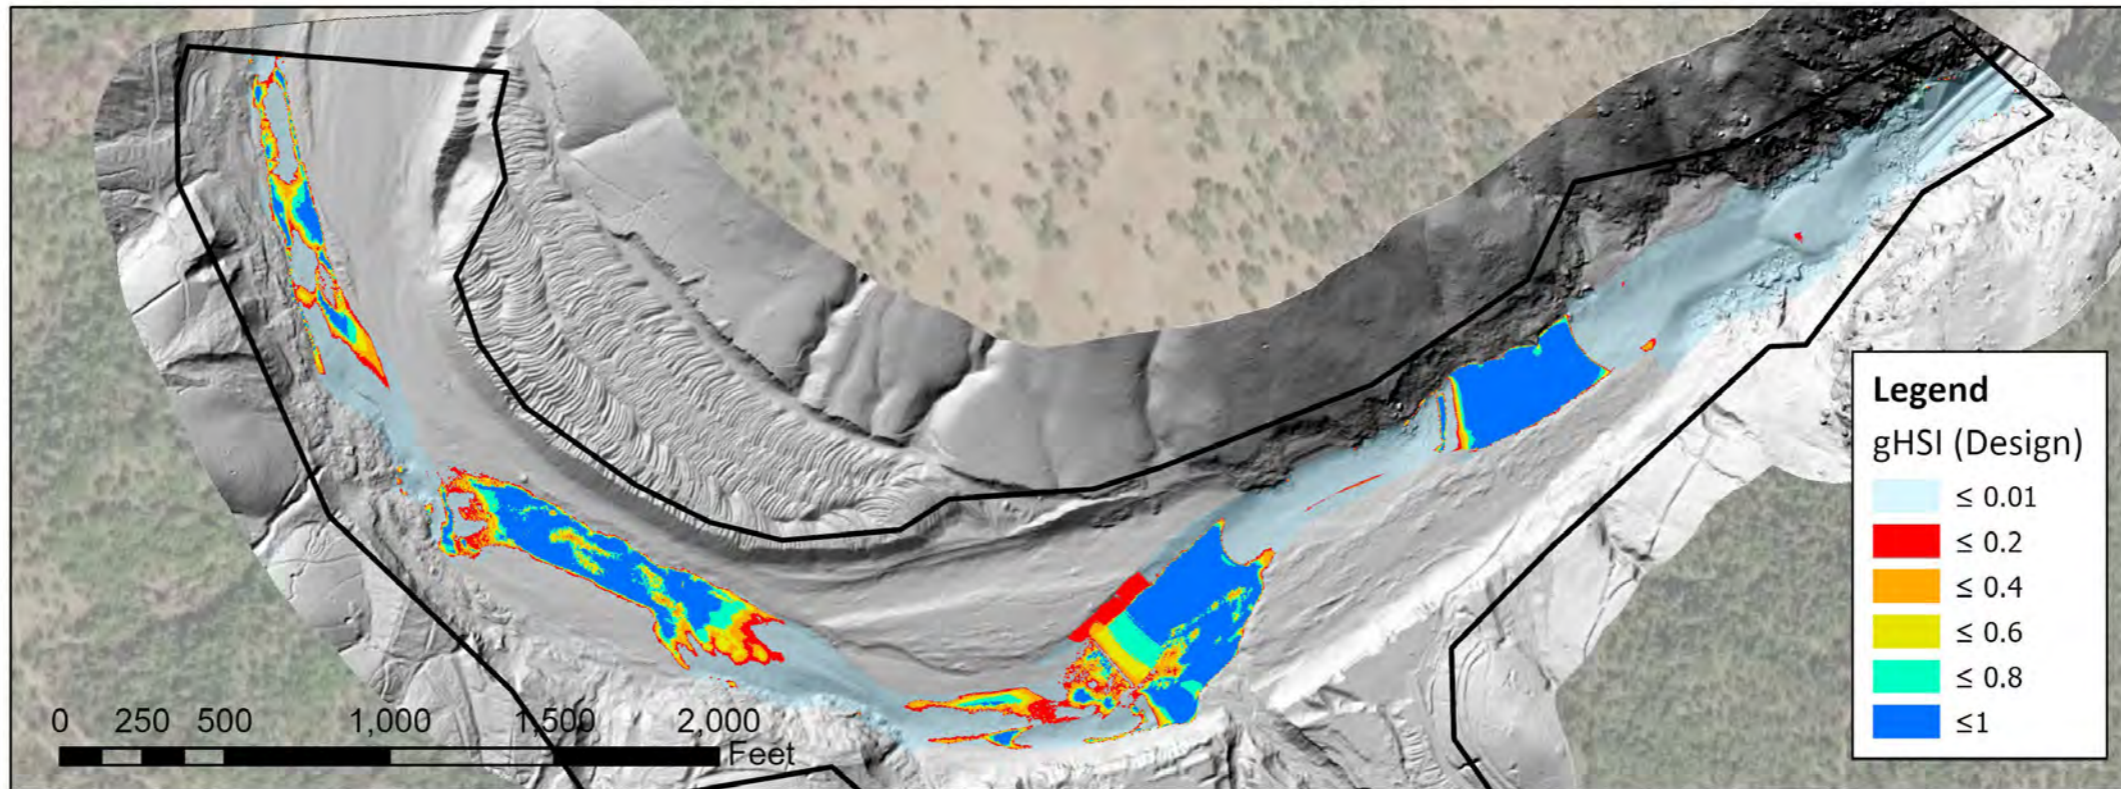 Legend
gHSI (Design)
≤ 0.01
≤ 0.2
≤ 0.4
≤ 0.6
≤ 0.8
≤1
0 250 500 1,000 1,500 2,000
Feet